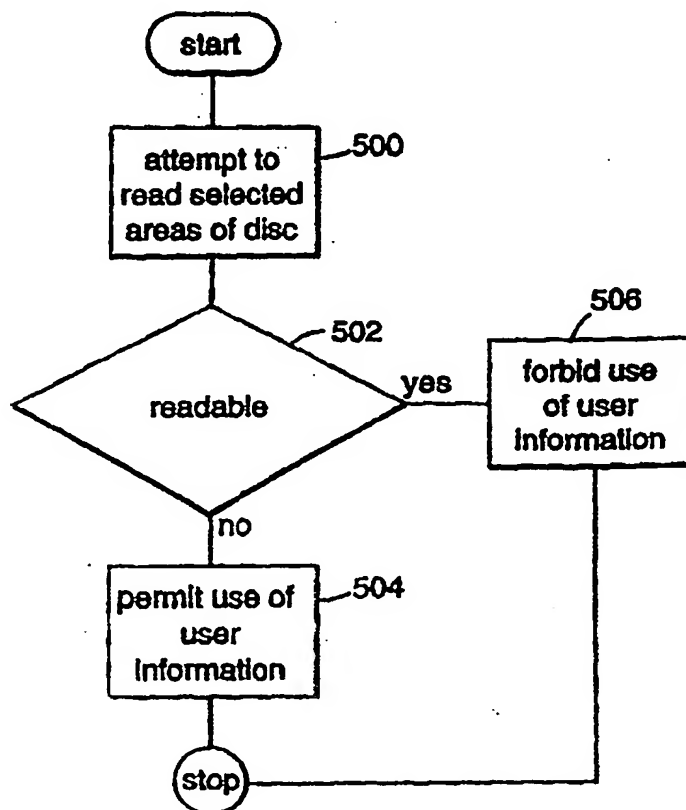 start
attempt to
read selected
areas of disc
500
readable
502
yes
forbid use
of user
information
506
no
permit use of
user
information
504
stop